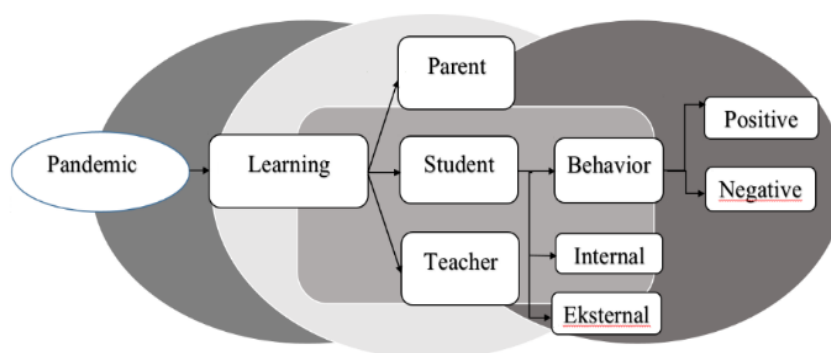 Pandemic
Learning
Parent
Student
Teacher
Behavior
Internal
Eksternal
Positive
Negative